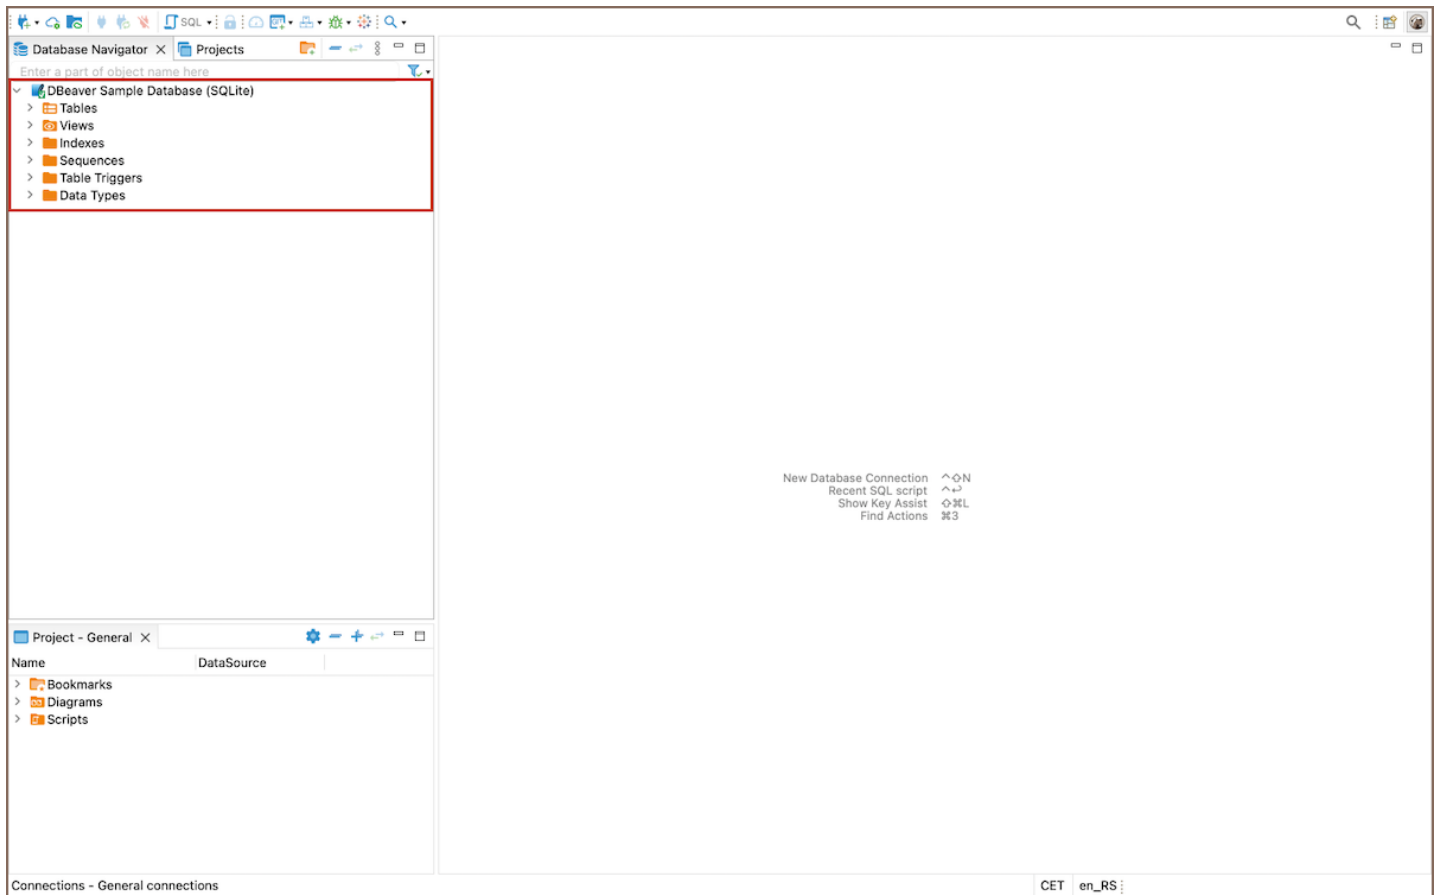 SQL
Database Navigator
Projects
Enter a part of object name here
DBeaver Sample Database (SQLite)
Tables
Views
Indexes
Sequences
Table Triggers
Data Types
New Database Connection ^⇧N
Recent SQL script ^↩
Show Key Assist ⇧⌘L
Find Actions ⌘3
Project - General
Name DataSource
Bookmarks
Diagrams
Scripts
Connections - General connections
CET en_RS